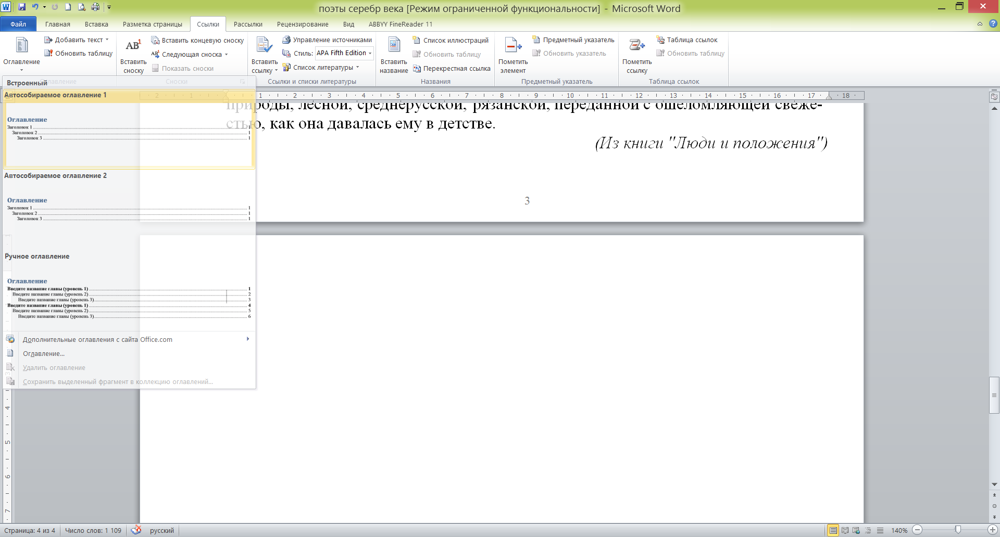 поэты серебр века [Режим ограниченной функциональности] - Microsoft Word
Файл Главная Вставка Разметка страницы Ссылки Рассылки Рецензирование Вид ABBYY FineReader 11
Оглавление
Добавить текст
Обновить таблицу
Оглавление
AB1
Вставить сноску
Вставить концевую сноску
Следующая сноска
Показать сноски
Сноски
Вставить ссылку
Управление источниками
Стиль: APA Fifth Edition
Список литературы
Ссылки и списки литературы
Вставить название
Список иллюстраций
Обновить таблицу
Перекрестная ссылка
Названия
Пометить элемент
Предметный указатель
Обновить указатель
Предметный указатель
Пометить ссылку
Таблица ссылок
Обновить таблицу
Таблица ссылок
Встроенный
Автособираемое оглавление 1
Оглавление
Заголовок 1 1
Заголовок 2 1
Заголовок 3 1
Автособираемое оглавление 2
Оглавление
Заголовок 1 1
Заголовок 2 1
Заголовок 3 1
Ручное оглавление
Оглавление
Введите название главы (уровень 1) 1
Введите название главы (уровень 2) 2
Введите название главы (уровень 3) 3
Введите название главы (уровень 1) 4
Введите название главы (уровень 2) 5
Введите название главы (уровень 3) 6
Дополнительные оглавления с сайта Office.com
Оглавление...
Удалить оглавление
Сохранить выделенный фрагмент в коллекцию оглавлений...
2 1 1 2 3 4 5 6 7 8 9 10 11 12 13 14 15 16 17 18
природы, лесной, среднерусской, рязанской, переданной с ошеломляющей свеже-
стью, как она давалась ему в детстве.
(Из книги "Люди и положения")
3
3
4
5
6
7
Страница: 4 из 4 Число слов: 1 109 русский 140%